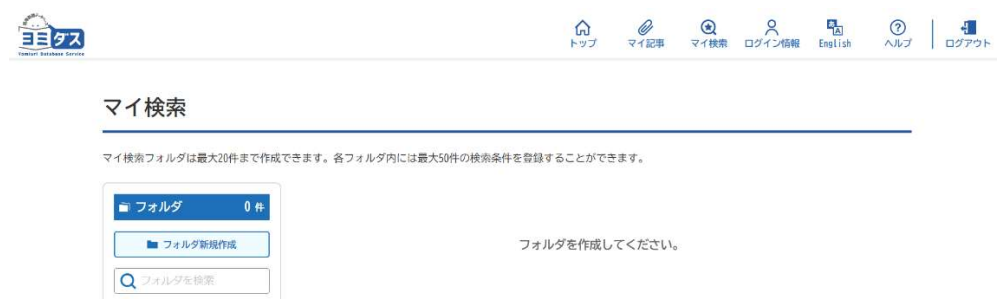 ヨミダス
Yomiuri Database Service
トップ
マイ記事
マイ検索
ログイン情報
English
ヘルプ
ログアウト
マイ検索
マイ検索フォルダは最大20件まで作成できます。各フォルダ内には最大50件の検索条件を登録することができます。
フォルダ 0 件
フォルダ新規作成
フォルダを作成してください。
フォルダを検索